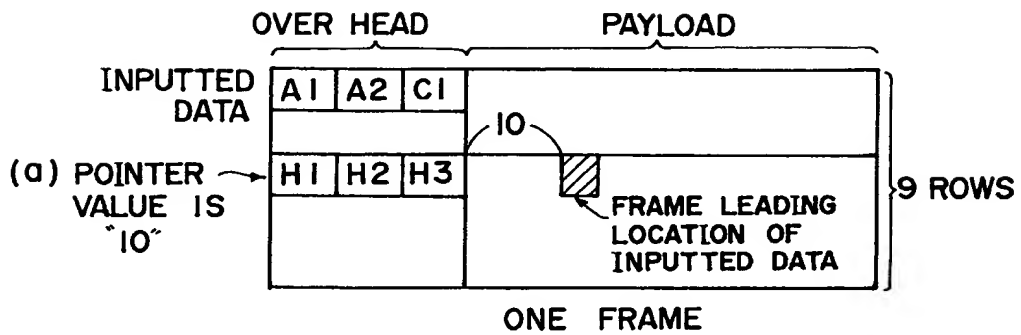 OVER HEAD PAYLOAD
INPUTTED DATA
A1 A2 C1
10
(a) POINTER VALUE IS "10"
H1 H2 H3
9 ROWS
FRAME LEADING
LOCATION OF
INPUTTED DATA
ONE FRAME